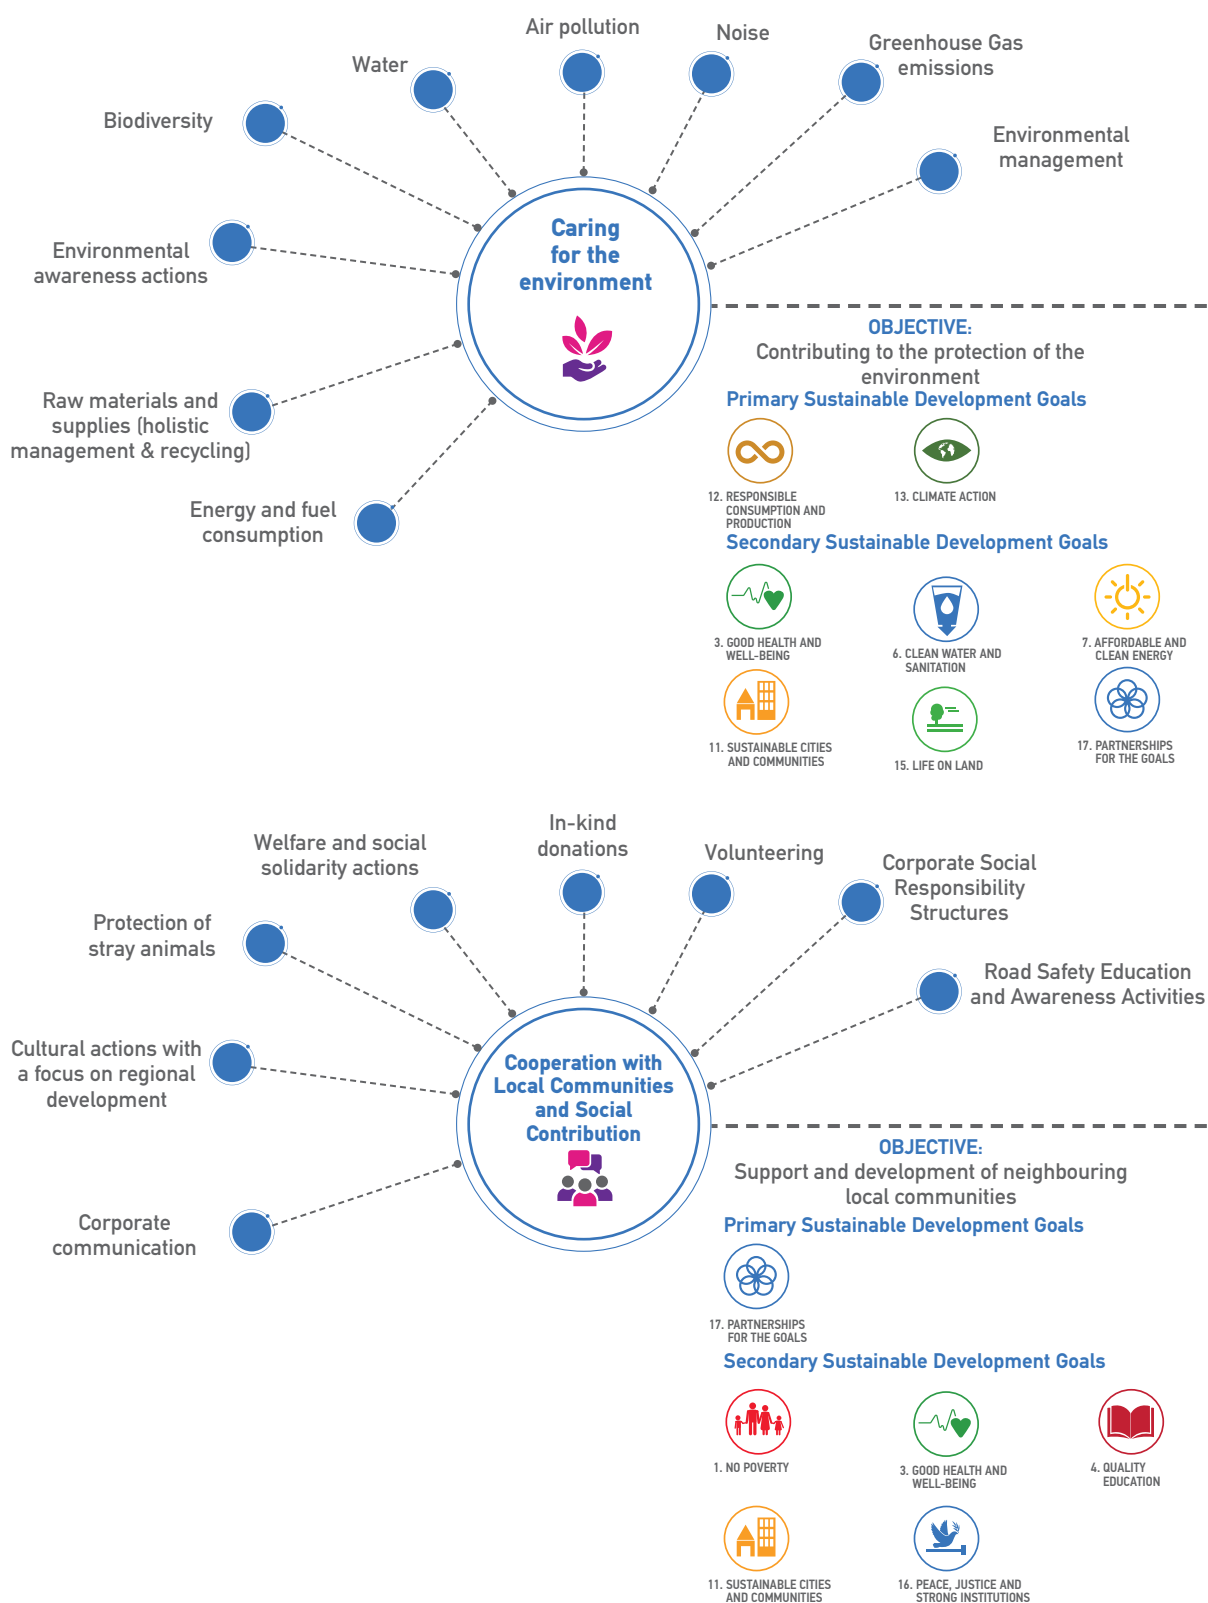 Air pollution
Noise
Greenhouse Gas
emissions
Water
Biodiversity
Environmental
management
Environmental
awareness actions
Caring
for the
environment
Raw materials and
supplies (holistic
management & recycling)
Energy and fuel
consumption
OBJECTIVE:
Contributing to the protection of the
environment
Primary Sustainable Development Goals
12. RESPONSIBLE
CONSUMPTION AND
PRODUCTION
13. CLIMATE ACTION
Secondary Sustainable Development Goals
3. GOOD HEALTH AND
WELL-BEING
6. CLEAN WATER AND
SANITATION
7. AFFORDABLE AND
CLEAN ENERGY
11. SUSTAINABLE CITIES
AND COMMUNITIES
15. LIFE ON LAND
17. PARTNERSHIPS
FOR THE GOALS
In-kind
donations
Welfare and social
solidarity actions
Volunteering
Corporate Social
Responsibility
Structures
Protection of
stray animals
Road Safety Education
and Awareness Activities
Cultural actions with
a focus on regional
development
Cooperation with
Local Communities
and Social
Contribution
Corporate
communication
OBJECTIVE:
Support and development of neighbouring
local communities
Primary Sustainable Development Goals
17. PARTNERSHIPS
FOR THE GOALS
Secondary Sustainable Development Goals
1. NO POVERTY
3. GOOD HEALTH AND
WELL-BEING
4. QUALITY
EDUCATION
11. SUSTAINABLE CITIES
AND COMMUNITIES
16. PEACE, JUSTICE AND
STRONG INSTITUTIONS